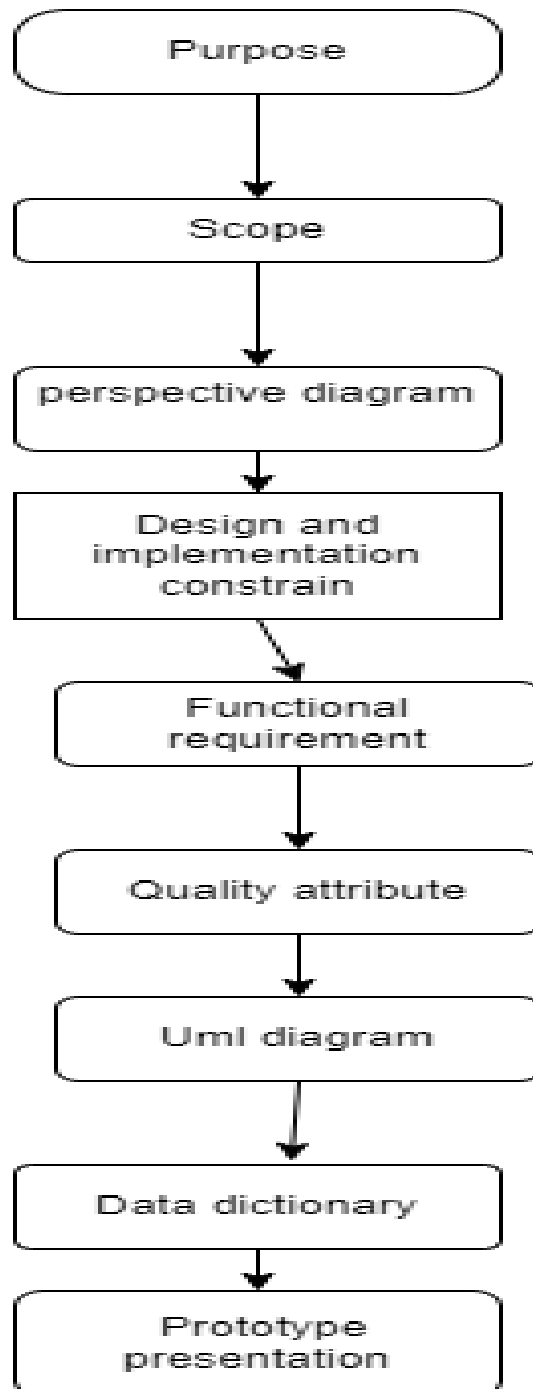 Purpose
Scope
perspective diagram
Design and
implementation
constrain
Functional
requirement
Quality attribute
Uml diagram
Data dictionary
Prototype
presentation